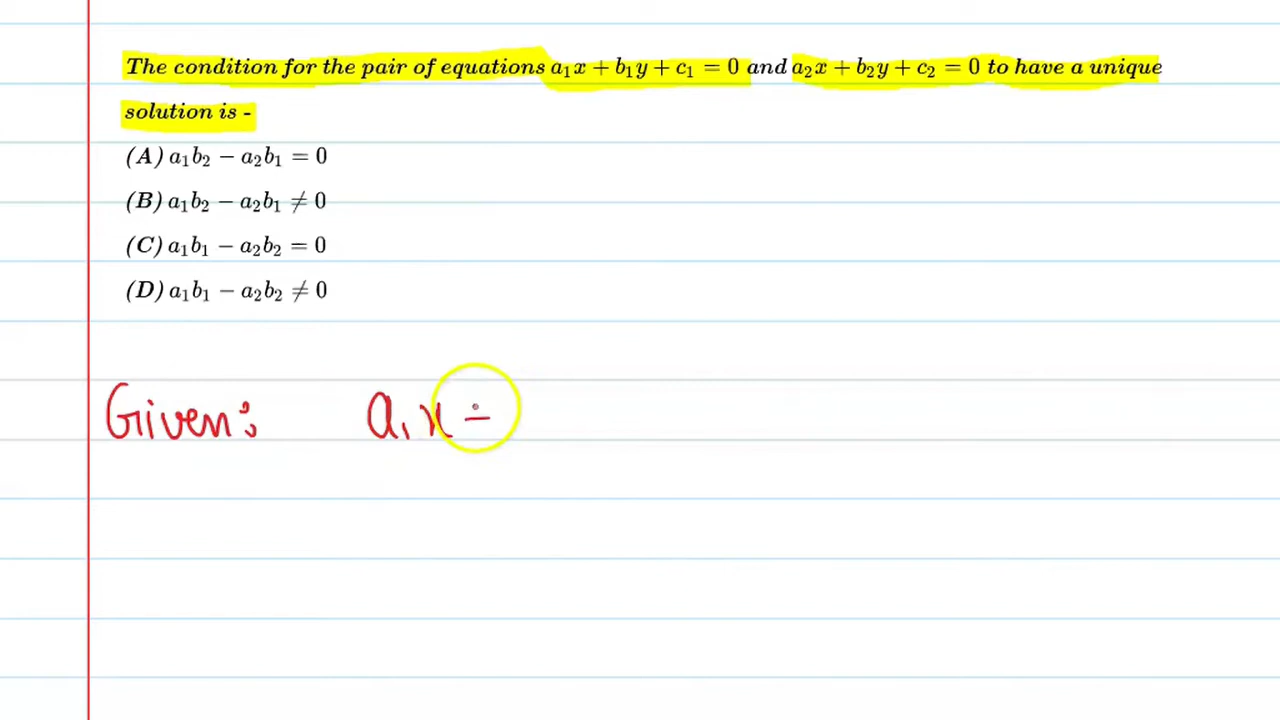 The condition for the pair of equations a₁x + b₁y + c₁ = 0 and a₂x + b₂y + c₂ = 0 to have a unique
solution is -
(A) a₁b₂ − a₂b₁ = 0
(B) a₁b₂ − a₂b₁ ≠ 0
(C) a₁b₁ − a₂b₂ = 0
(D) a₁b₁ − a₂b₂ ≠ 0
Given: a₁x